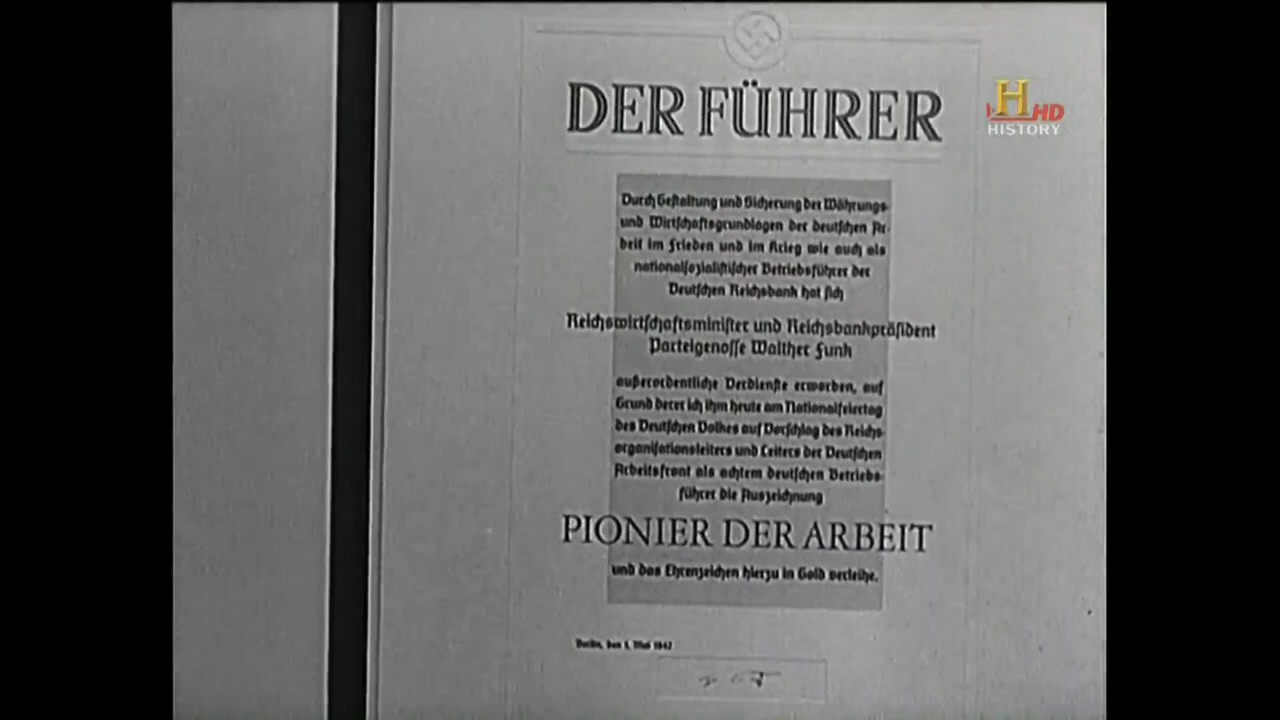 DER FÜHRER
H HD
HISTORY
Durch Gestaltung und Sicherung der Währungs-
und Wirtschaftsgrundlagen der deutschen Ar-
beit im Frieden und im Krieg wie auch als
nationalsozialistischer Betriebsführer der
Deutschen Reichsbank hat sich
Reichswirtschaftsminister und Reichsbankpräsident
Parteigenosse Walther Funk
außerordentliche Verdienste erworben, auf
Grund derer ich ihm heute am Nationalfeiertag
des Deutschen Volkes auf Vorschlag des Reichs-
organisationsleiters und Leiters der Deutschen
Arbeitsfront als achtem deutschen Betriebs-
führer die Auszeichnung
PIONIER DER ARBEIT
und das Ehrenzeichen hierzu in Gold verleihe.
Berlin, den 1. Mai 1942